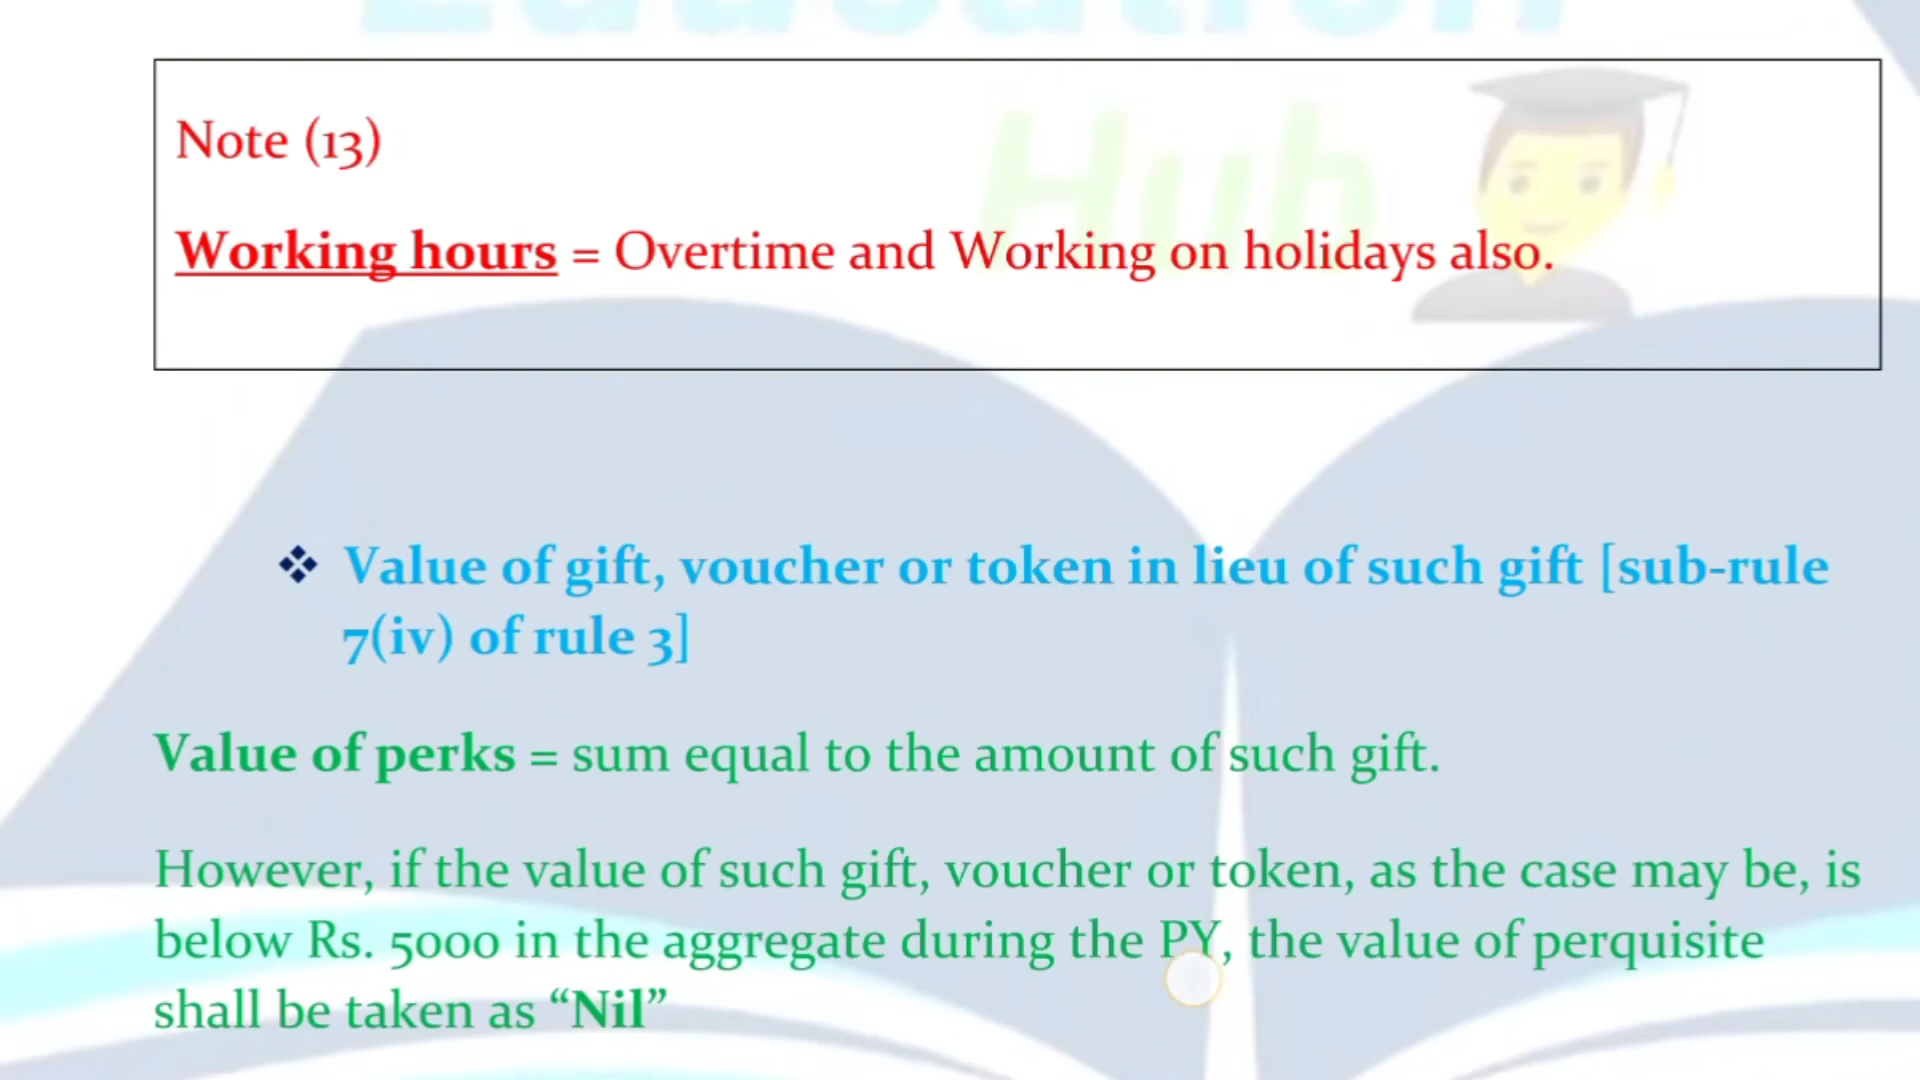 Education
Hub
Note (13)
Working hours = Overtime and Working on holidays also.
❖ Value of gift, voucher or token in lieu of such gift [sub-rule
7(iv) of rule 3]
Value of perks = sum equal to the amount of such gift.
However, if the value of such gift, voucher or token, as the case may be, is
below Rs. 5000 in the aggregate during the PY, the value of perquisite
shall be taken as “Nil”